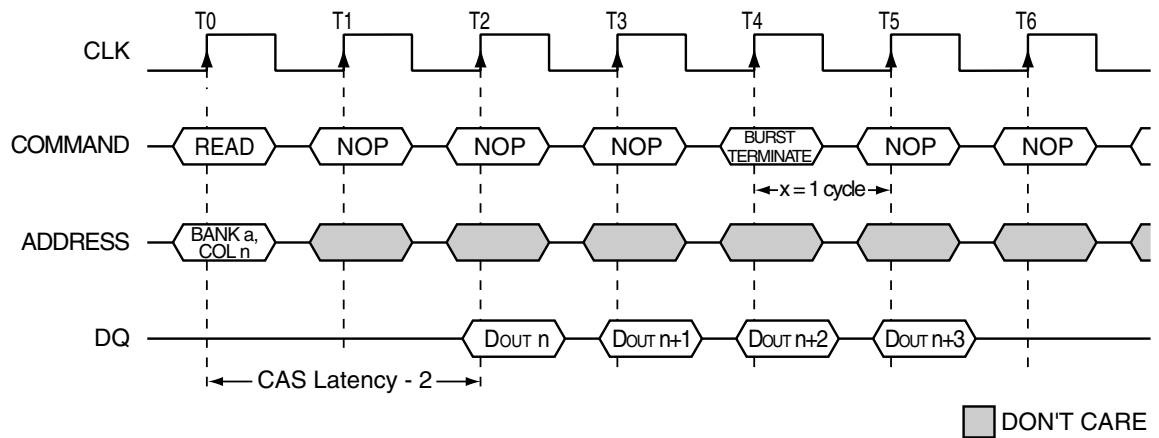 T0 T1 T2 T3 T4 T5 T6
CLK
COMMAND READ NOP NOP NOP BURST TERMINATE NOP NOP
x = 1 cycle
ADDRESS BANK a, COL n
DQ DOUT n DOUT n+1 DOUT n+2 DOUT n+3
CAS Latency - 2
DON'T CARE